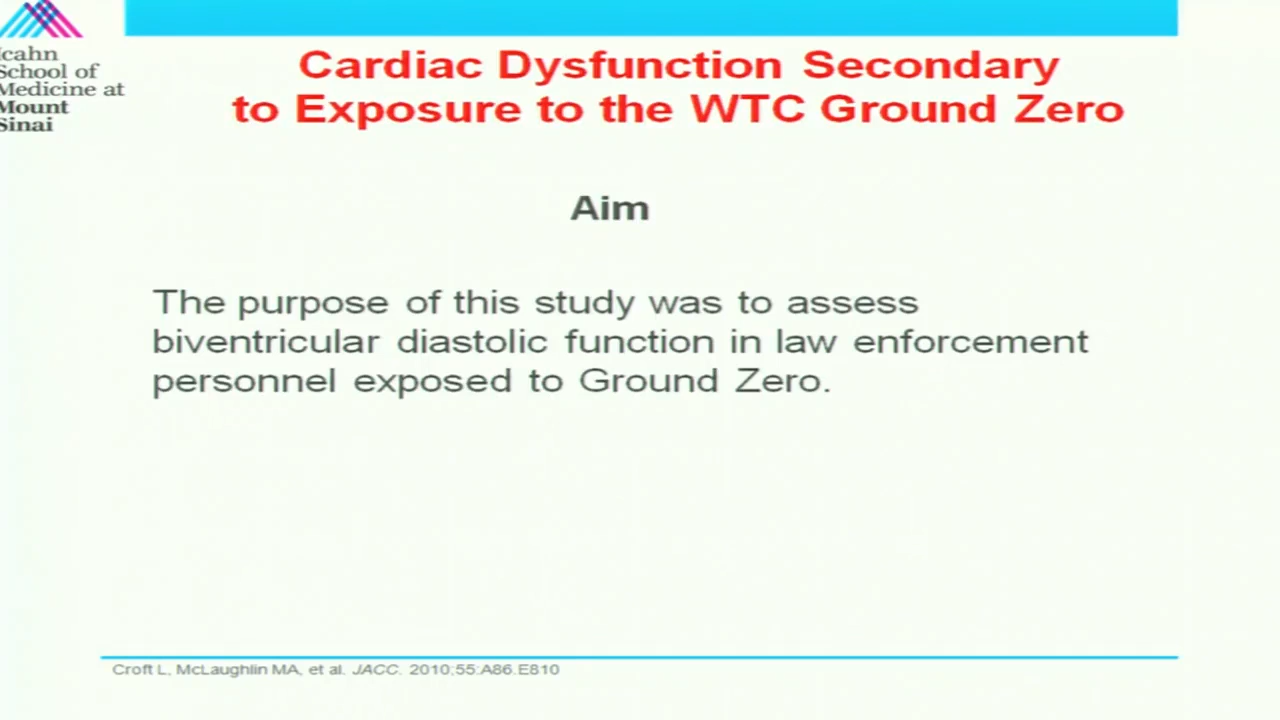 Icahn
School of
Medicine at
Mount
Sinai
Cardiac Dysfunction Secondary
to Exposure to the WTC Ground Zero
Aim
The purpose of this study was to assess
biventricular diastolic function in law enforcement
personnel exposed to Ground Zero.
Croft L, McLaughlin MA, et al. JACC. 2010;55:A86.E810